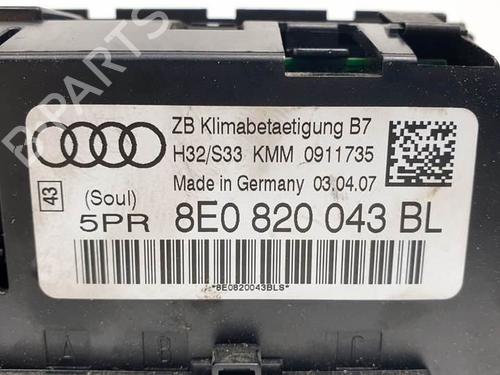 ZB Klimabetaetigung B7
H32/S33 KMM 0911735
Made in Germany 03.04.07
43
(Soul)
5PR 8E0 820 043 BL
*8E0820043BLS*
A B C
B PARTS